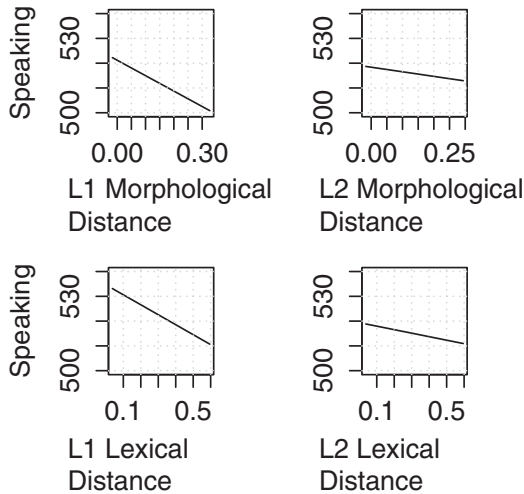 Speaking
530
500
0.00 0.30
L1 Morphological
Distance
530
500
0.00 0.25
L2 Morphological
Distance
Speaking
530
500
0.1 0.5
L1 Lexical
Distance
530
500
0.1 0.5
L2 Lexical
Distance